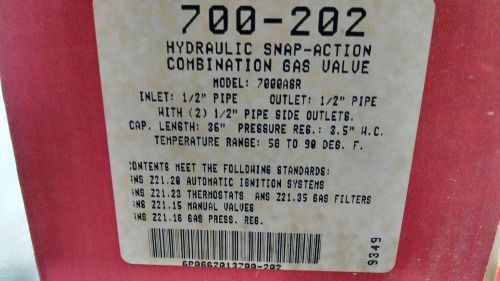 700-202
HYDRAULIC SNAP-ACTION
COMBINATION GAS VALVE
MODEL: 7000ASR
INLET: 1/2" PIPE OUTLET: 1/2" PIPE
WITH (2) 1/2" PIPE SIDE OUTLETS.
CAP. LENGTH: 36" PRESSURE REG.: 3.5" W.C.
TEMPERATURE RANGE: 58 TO 90 DEG. F.
CONTENTS MEET THE FOLLOWING STANDARDS:
ANS Z21.20 AUTOMATIC IGNITION SYSTEMS
ANS Z21.23 THERMOSTATS ANS Z21.35 GAS FILTERS
ANS Z21.15 MANUAL VALVES
ANS Z21.18 GAS PRESS. REG.
9349
6P0662013700-202